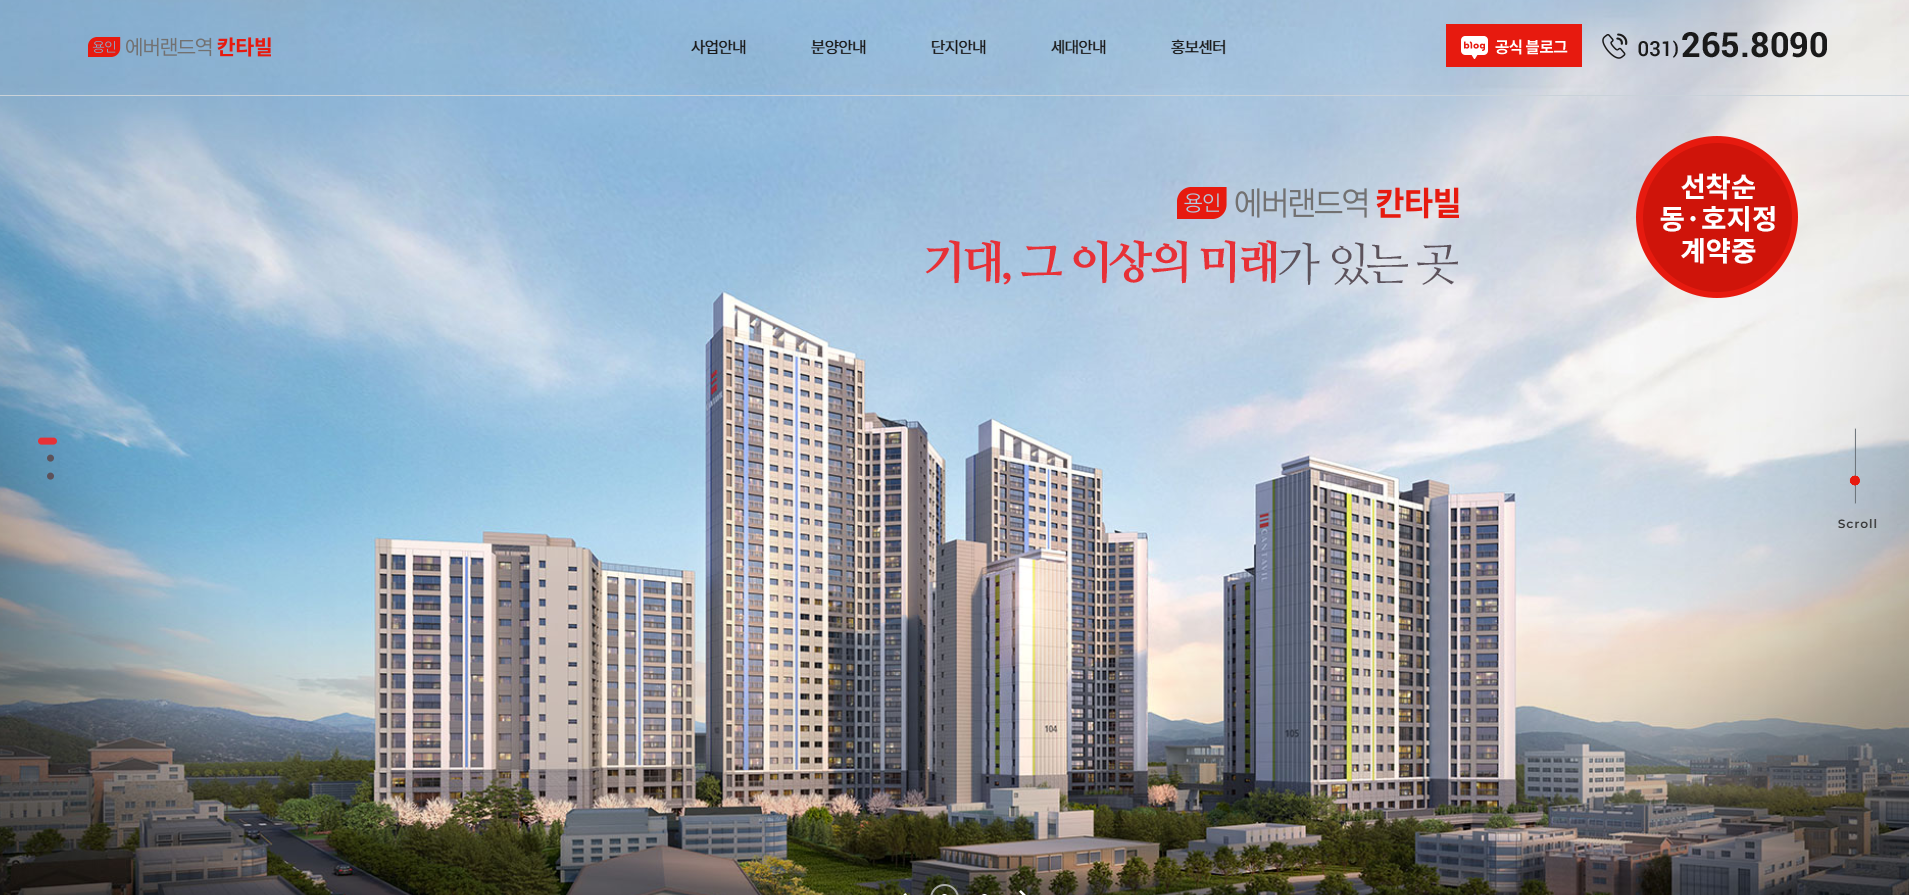 용인 에버랜드역 칸타빌
사업안내
분양안내
단지안내
세대안내
홍보센터
blog 공식 블로그
031) 265.8090
용인 에버랜드역 칸타빌
기대, 그 이상의 미래가 있는 곳
선착순
동·호지정
계약중
Scroll
CANTAVIL
104
105